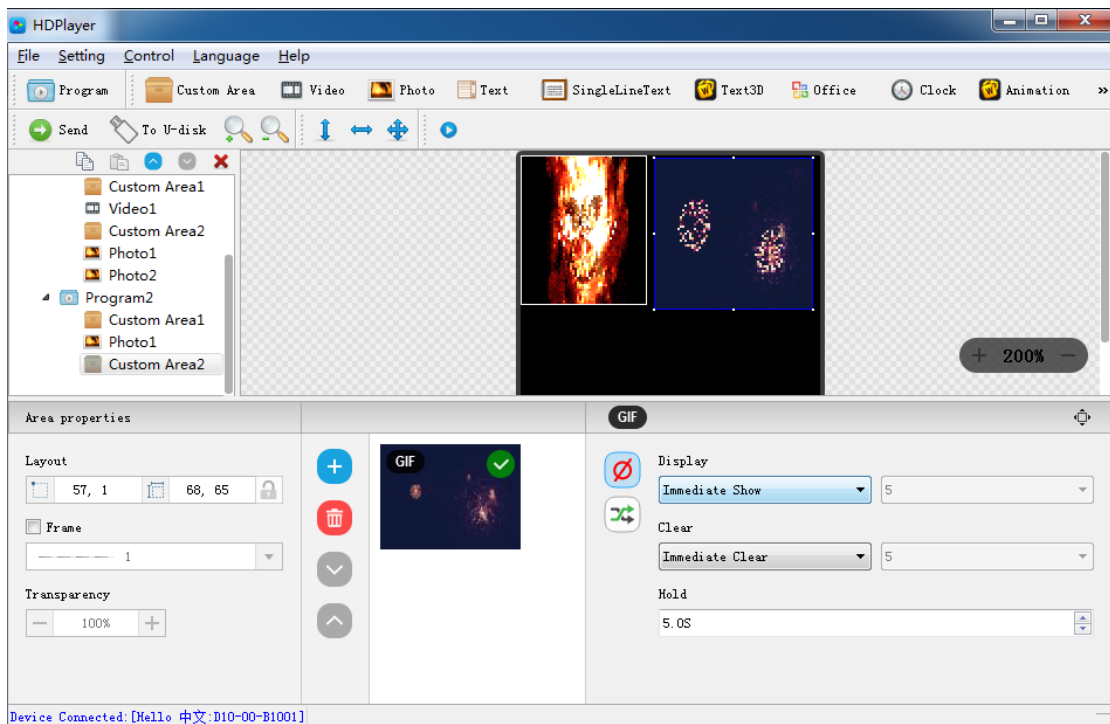 HDPlayer
File Setting Control Language Help
Program Custom Area Video Photo Text SingleLineText Text3D Office Clock Animation »
Send To U-disk
Custom Area1
Video1
Custom Area2
Photo1
Photo2
Program2
Custom Area1
Photo1
Custom Area2
+ 200% −
Area properties
GIF
Layout
57, 1 68, 65
Frame
1
Transparency
— 100% +
GIF
Display
Immediate Show 5
Clear
Immediate Clear 5
Hold
5.0S
Device Connected:[Hello 中文:D10-00-B1001]